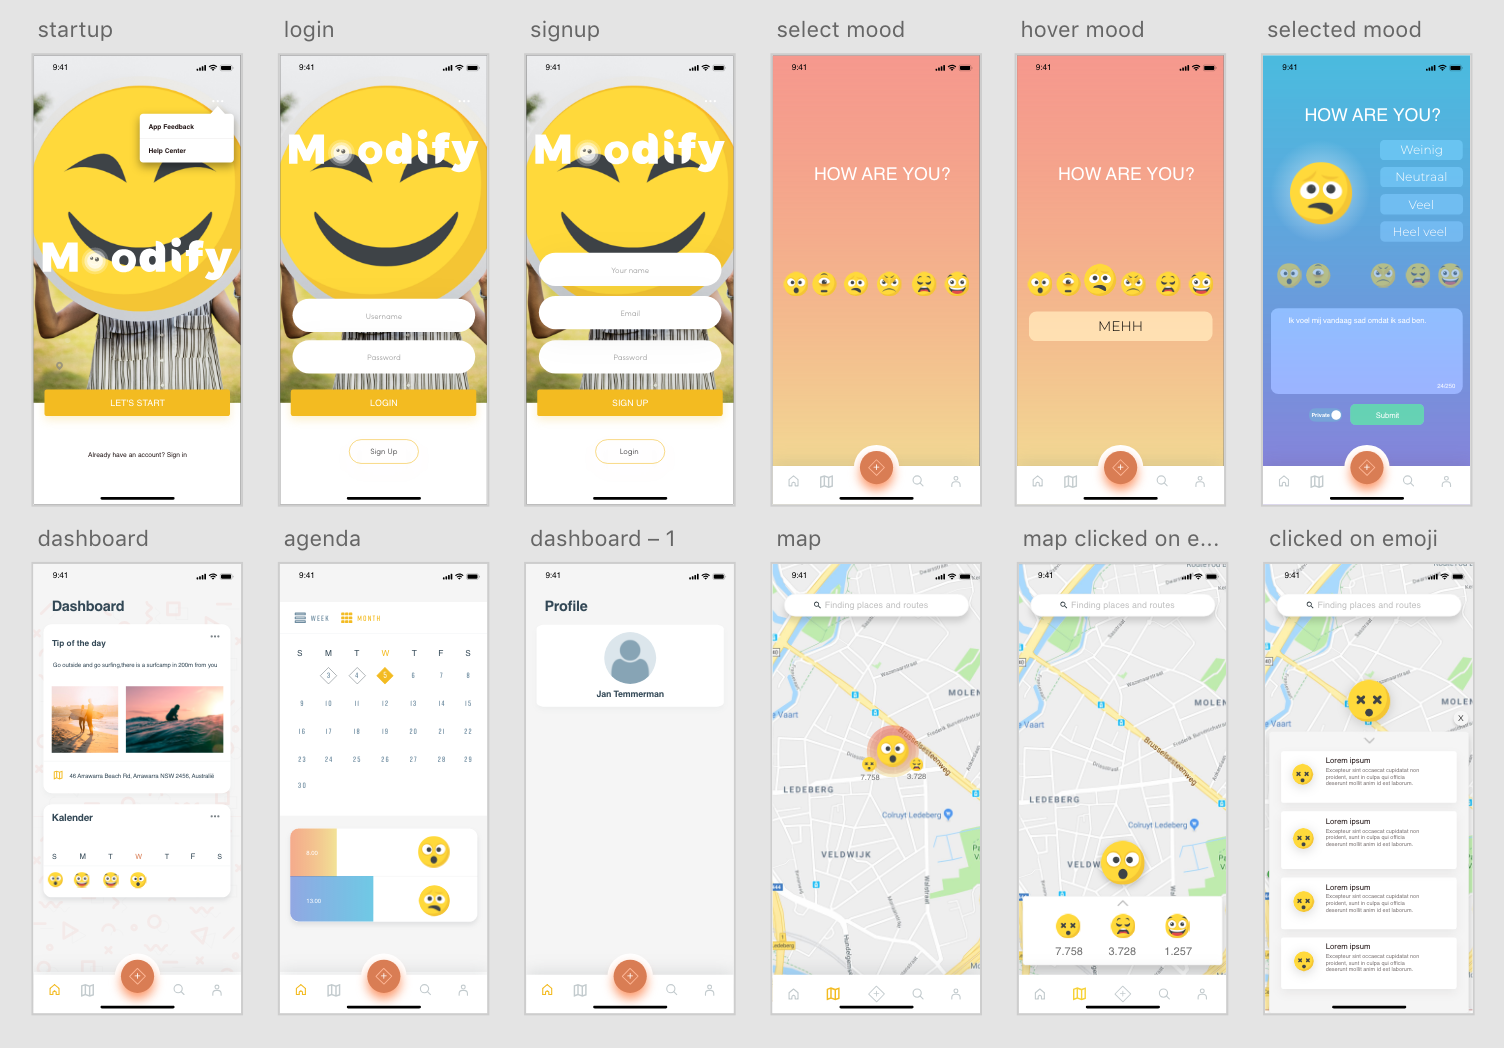 startup
9:41
App Feedback
Help Center
Moodify
LET'S START
Already have an account? Sign in
login
9:41
Moodify
Username
Password
LOGIN
Sign Up
signup
9:41
Moodify
Your name
Email
Password
SIGN UP
Login
select mood
9:41
HOW ARE YOU?
hover mood
9:41
HOW ARE YOU?
MEHH
selected mood
9:41
HOW ARE YOU?
Weinig
Neutraal
Veel
Heel veel
Ik voel mij vandaag sad omdat ik sad ben.
24/250
Private
Submit
dashboard
9:41
Dashboard
Tip of the day
Go outside and go surfing,there is a surfcamp in 200m from you
46 Arrawarra Beach Rd, Arrawarra NSW 2456, Australië
Kalender
S M T W T F S
agenda
9:41
WEEK MONTH
S M T W T F S
3 4 5 6 7 8
9 10 11 12 13 14 15
16 17 18 19 20 21 22
23 24 25 26 27 28 29
30
8:00
13:00
dashboard – 1
9:41
Profile
Jan Temmerman
map
9:41
Finding places and routes
MOLEN
e Vaart
Brusselsesteenweg
7.758
3.728
LEDEBERG
Colruyt Ledeberg
VELDWIJK
map clicked on e...
9:41
Finding places and routes
MOLEN
e Vaart
Brusselsesteenweg
LEDEBERG
Colruyt Ledeberg
VELDW
7.758
3.728
1.257
clicked on emoji
9:41
Finding places and routes
MOLEN
e Vaart
X
Lorem ipsum
Excepteur sint occaecat cupidatat non
proident, sunt in culpa qui officia
deserunt mollit anim id est laborum.
Lorem ipsum
Excepteur sint occaecat cupidatat non
proident, sunt in culpa qui officia
deserunt mollit anim id est laborum.
Lorem ipsum
Excepteur sint occaecat cupidatat non
proident, sunt in culpa qui officia
deserunt mollit anim id est laborum.
Lorem ipsum
Excepteur sint occaecat cupidatat non
proident, sunt in culpa qui officia
deserunt mollit anim id est laborum.